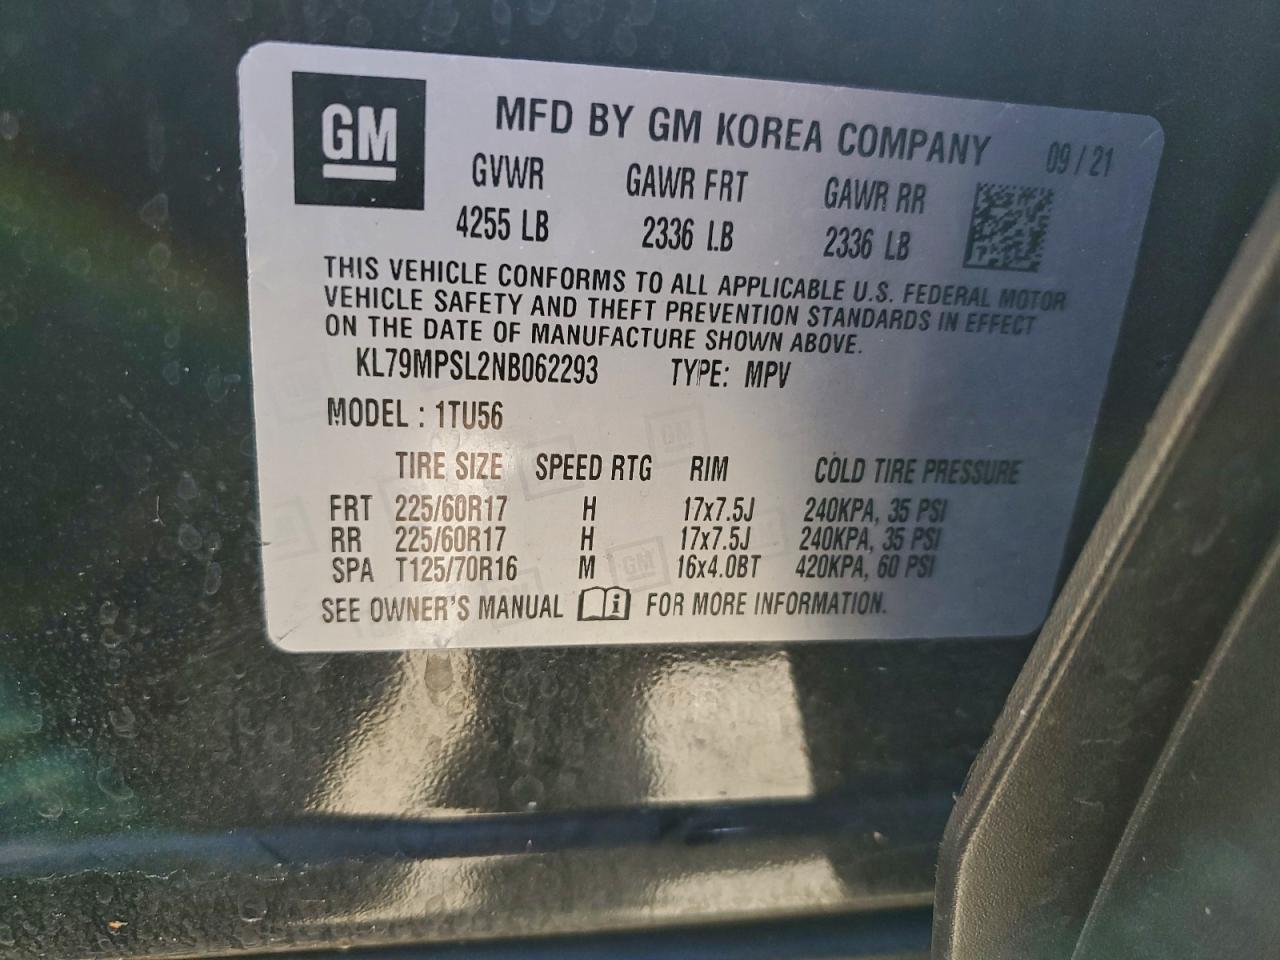 GM
MFD BY GM KOREA COMPANY 09/21
GVWR GAWR FRT GAWR RR
4255 LB 2336 LB 2336 LB
THIS VEHICLE CONFORMS TO ALL APPLICABLE U.S. FEDERAL MOTOR
VEHICLE SAFETY AND THEFT PREVENTION STANDARDS IN EFFECT
ON THE DATE OF MANUFACTURE SHOWN ABOVE.
KL79MPSL2NB062293 TYPE: MPV
MODEL : 1TU56
TIRE SIZE SPEED RTG RIM COLD TIRE PRESSURE
FRT 225/60R17 H 17x7.5J 240KPA, 35 PSI
RR 225/60R17 H 17x7.5J 240KPA, 35 PSI
SPA T125/70R16 M 16x4.0BT 420KPA, 60 PSI
SEE OWNER'S MANUAL i FOR MORE INFORMATION.